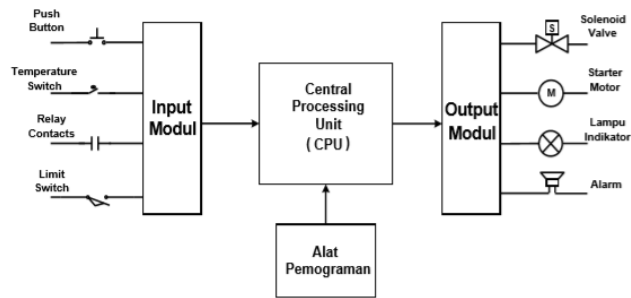 Push
Button
Temperature
Switch
Relay
Contacts
Limit
Switch
Input
Modul
Central
Processing
Unit
( CPU )
Alat
Pemograman
Output
Modul
S
Solenoid
Valve
M
Starter
Motor
Lampu
Indikator
Alarm